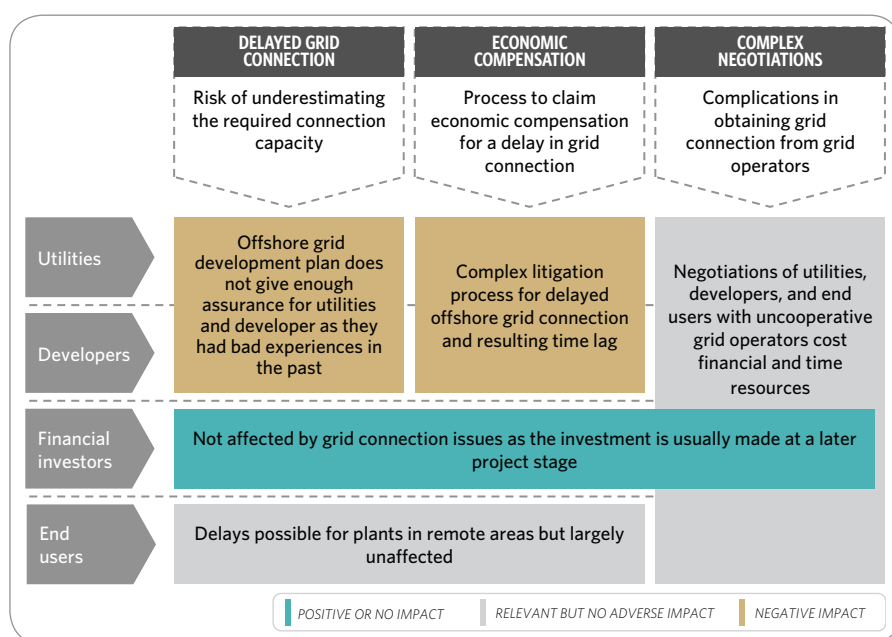 DELAYED GRID
CONNECTION
ECONOMIC
COMPENSATION
COMPLEX
NEGOTIATIONS
Risk of underestimating
the required connection
capacity
Process to claim
economic compensation
for a delay in grid
connection
Complications in
obtaining grid
connection from grid
operators
Utilities
Offshore grid
development plan does
not give enough
assurance for utilities
and developer as they
had bad experiences in
the past
Complex litigation
process for delayed
offshore grid connection
and resulting time lag
Negotiations of utilities,
developers, and end
users with uncooperative
grid operators cost
financial and time
resources
Developers
Financial
investors
Not affected by grid connection issues as the investment is usually made at a later
project stage
End
users
Delays possible for plants in remote areas but largely
unaffected
POSITIVE OR NO IMPACT
RELEVANT BUT NO ADVERSE IMPACT
NEGATIVE IMPACT